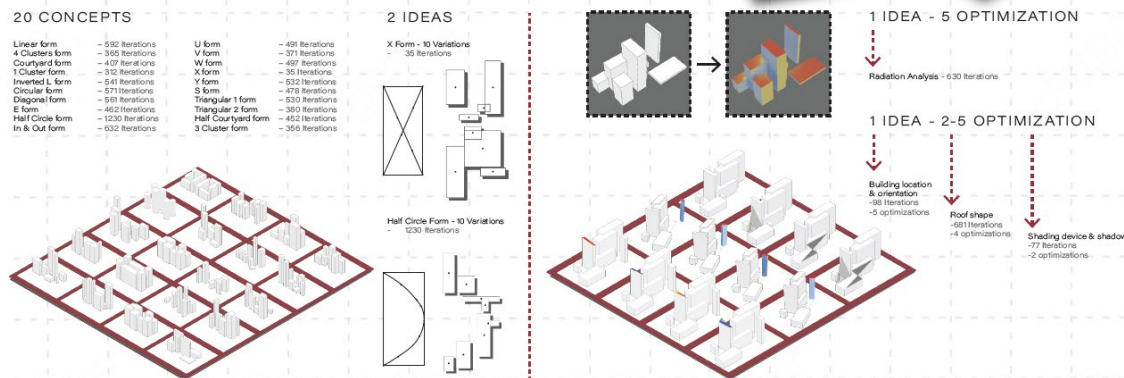 20 CONCEPTS
Linear form - 592 Iterations
4 Clusters form - 365 Iterations
Courtyard form - 407 Iterations
1 Cluster form - 312 Iterations
Inverted L form - 541 Iterations
Circular form - 571 Iterations
Diagonal form - 561 Iterations
E form - 462 Iterations
Half Circle form - 1230 Iterations
In & Out form - 632 Iterations
U form - 491 Iterations
V form - 371 Iterations
W form - 497 Iterations
X form - 35 Iterations
Y form - 532 Iterations
S form - 478 Iterations
Triangular 1 form - 530 Iterations
Triangular 2 form - 380 Iterations
Half Courtyard form - 452 Iterations
3 Cluster form - 356 Iterations
2 IDEAS
X Form - 10 Variations
- 35 Iterations
Half Circle Form - 10 Variations
- 1230 Iterations
1 IDEA - 5 OPTIMIZATION
Radiation Analysis - 630 Iterations
1 IDEA - 2-5 OPTIMIZATION
Building location
& orientation
-98 Iterations
-5 optimizations
Roof shape
-681 Iterations
-4 optimizations
Shading device & shadow
-77 Iterations
-2 optimizations